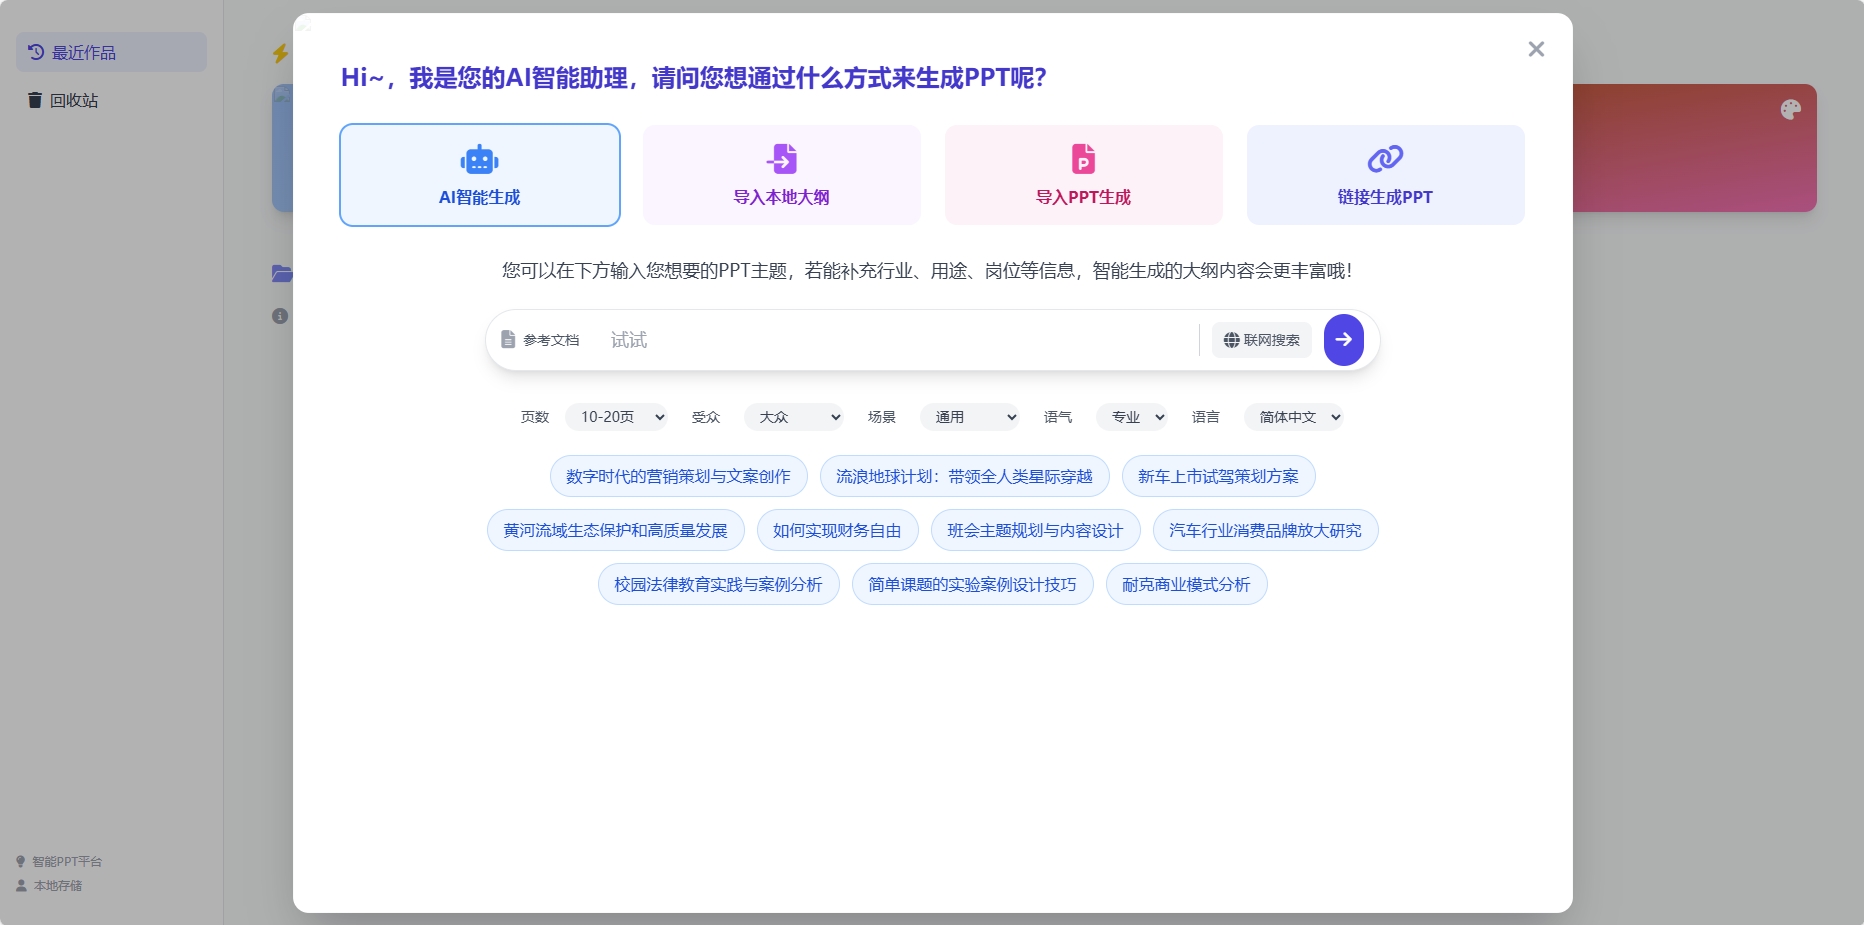 最近作品
回收站
Hi~，我是您的AI智能助理，请问您想通过什么方式来生成PPT呢？
AI智能生成
导入本地大纲
导入PPT生成
链接生成PPT
您可以在下方输入您想要的PPT主题，若能补充行业、用途、岗位等信息，智能生成的大纲内容会更丰富哦！
参考文档 试试 联网搜索
页数 10-20页 受众 大众 场景 通用 语气 专业 语言 简体中文
数字时代的营销策划与文案创作 流浪地球计划：带领全人类星际穿越 新车上市试驾策划方案
黄河流域生态保护和高质量发展 如何实现财务自由 班会主题规划与内容设计 汽车行业消费品牌放大研究
校园法律教育实践与案例分析 简单课题的实验案例设计技巧 耐克商业模式分析
智能PPT平台
本地存储